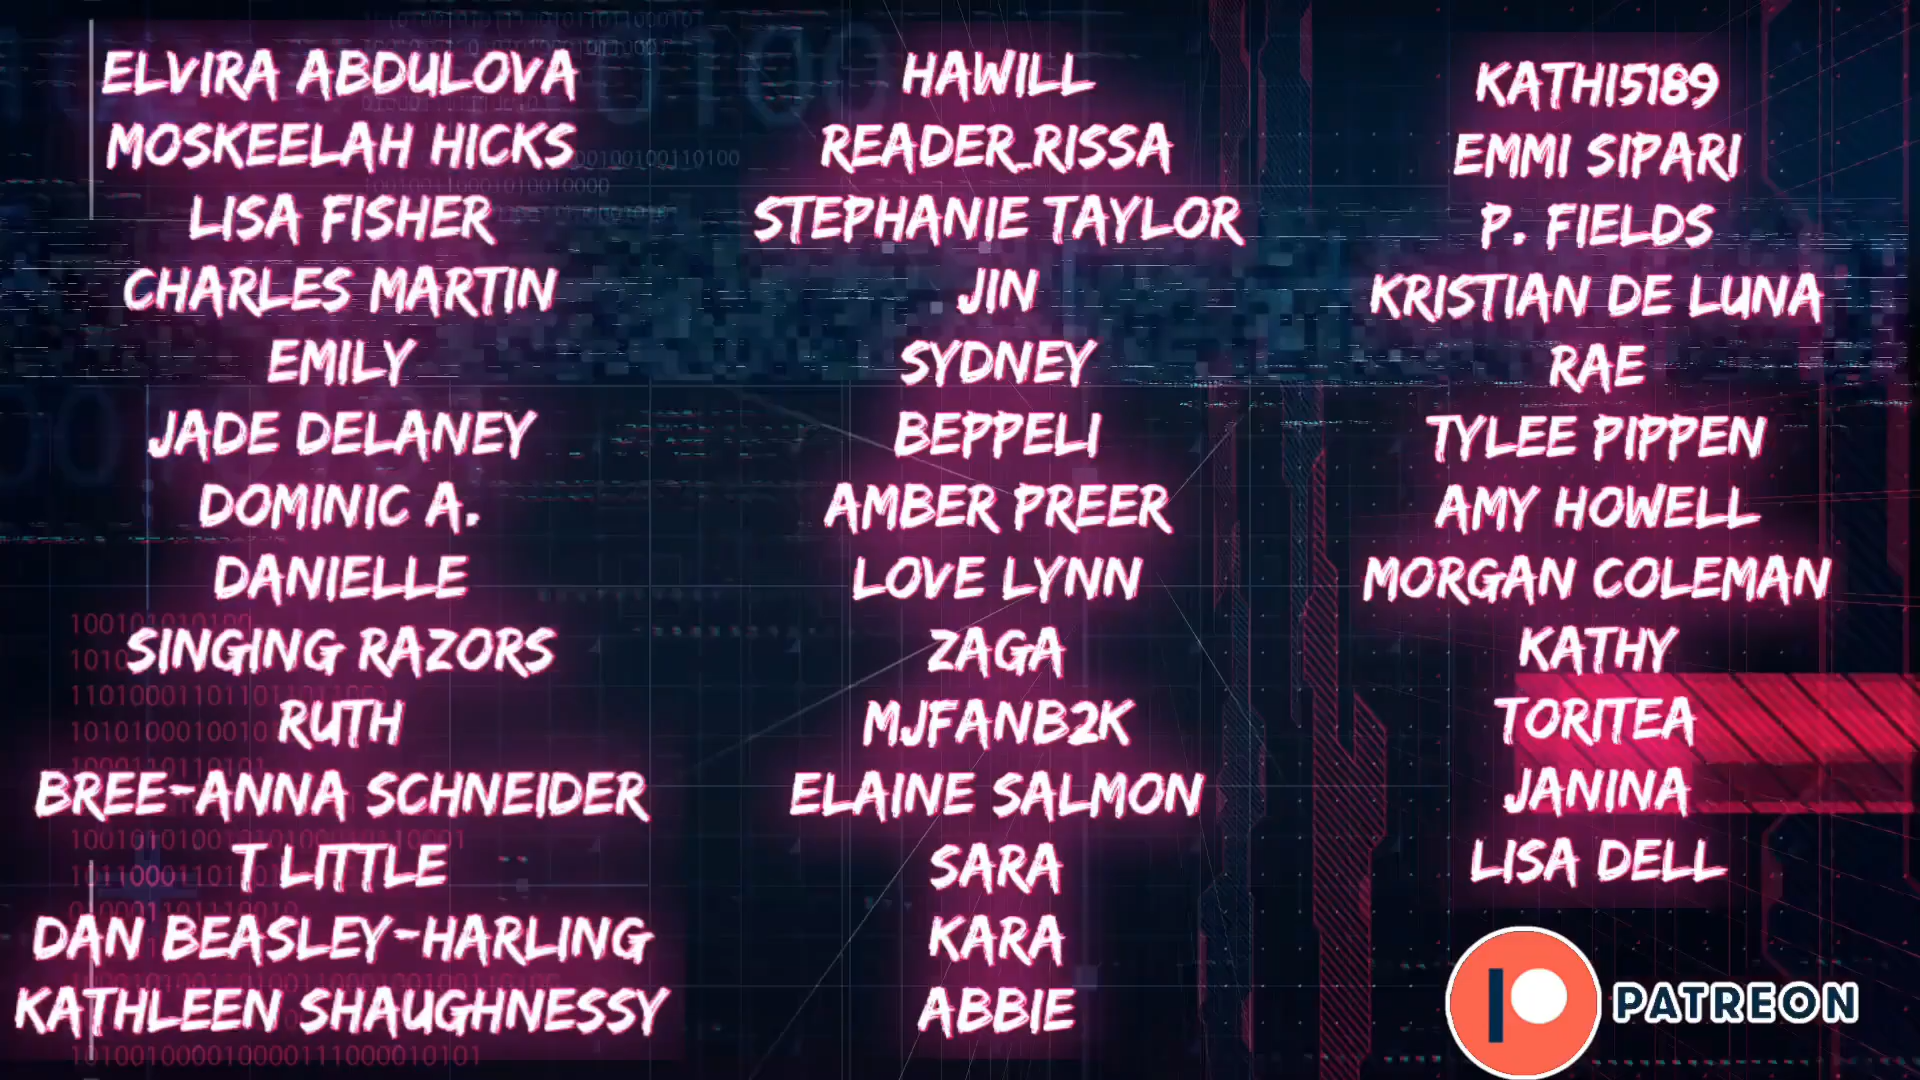 ELVIRA ABDULOVA
MOSKEELAH HICKS
LISA FISHER
CHARLES MARTIN
EMILY
JADE DELANEY
DOMINIC A.
DANIELLE
SINGING RAZORS
RUTH
BREE-ANNA SCHNEIDER
T LITTLE
DAN BEASLEY-HARLING
KATHLEEN SHAUGHNESSY
HAWILL
READER_RISSA
STEPHANIE TAYLOR
JIN
SYDNEY
BEPPELI
AMBER PREER
LOVE LYNN
ZAGA
MJFANB2K
ELAINE SALMON
SARA
KARA
ABBIE
KATHI5189
EMMI SIPARI
P. FIELDS
KRISTIAN DE LUNA
RAE
TYLEE PIPPEN
AMY HOWELL
MORGAN COLEMAN
KATHY
TORITEA
JANINA
LISA DELL
PATREON